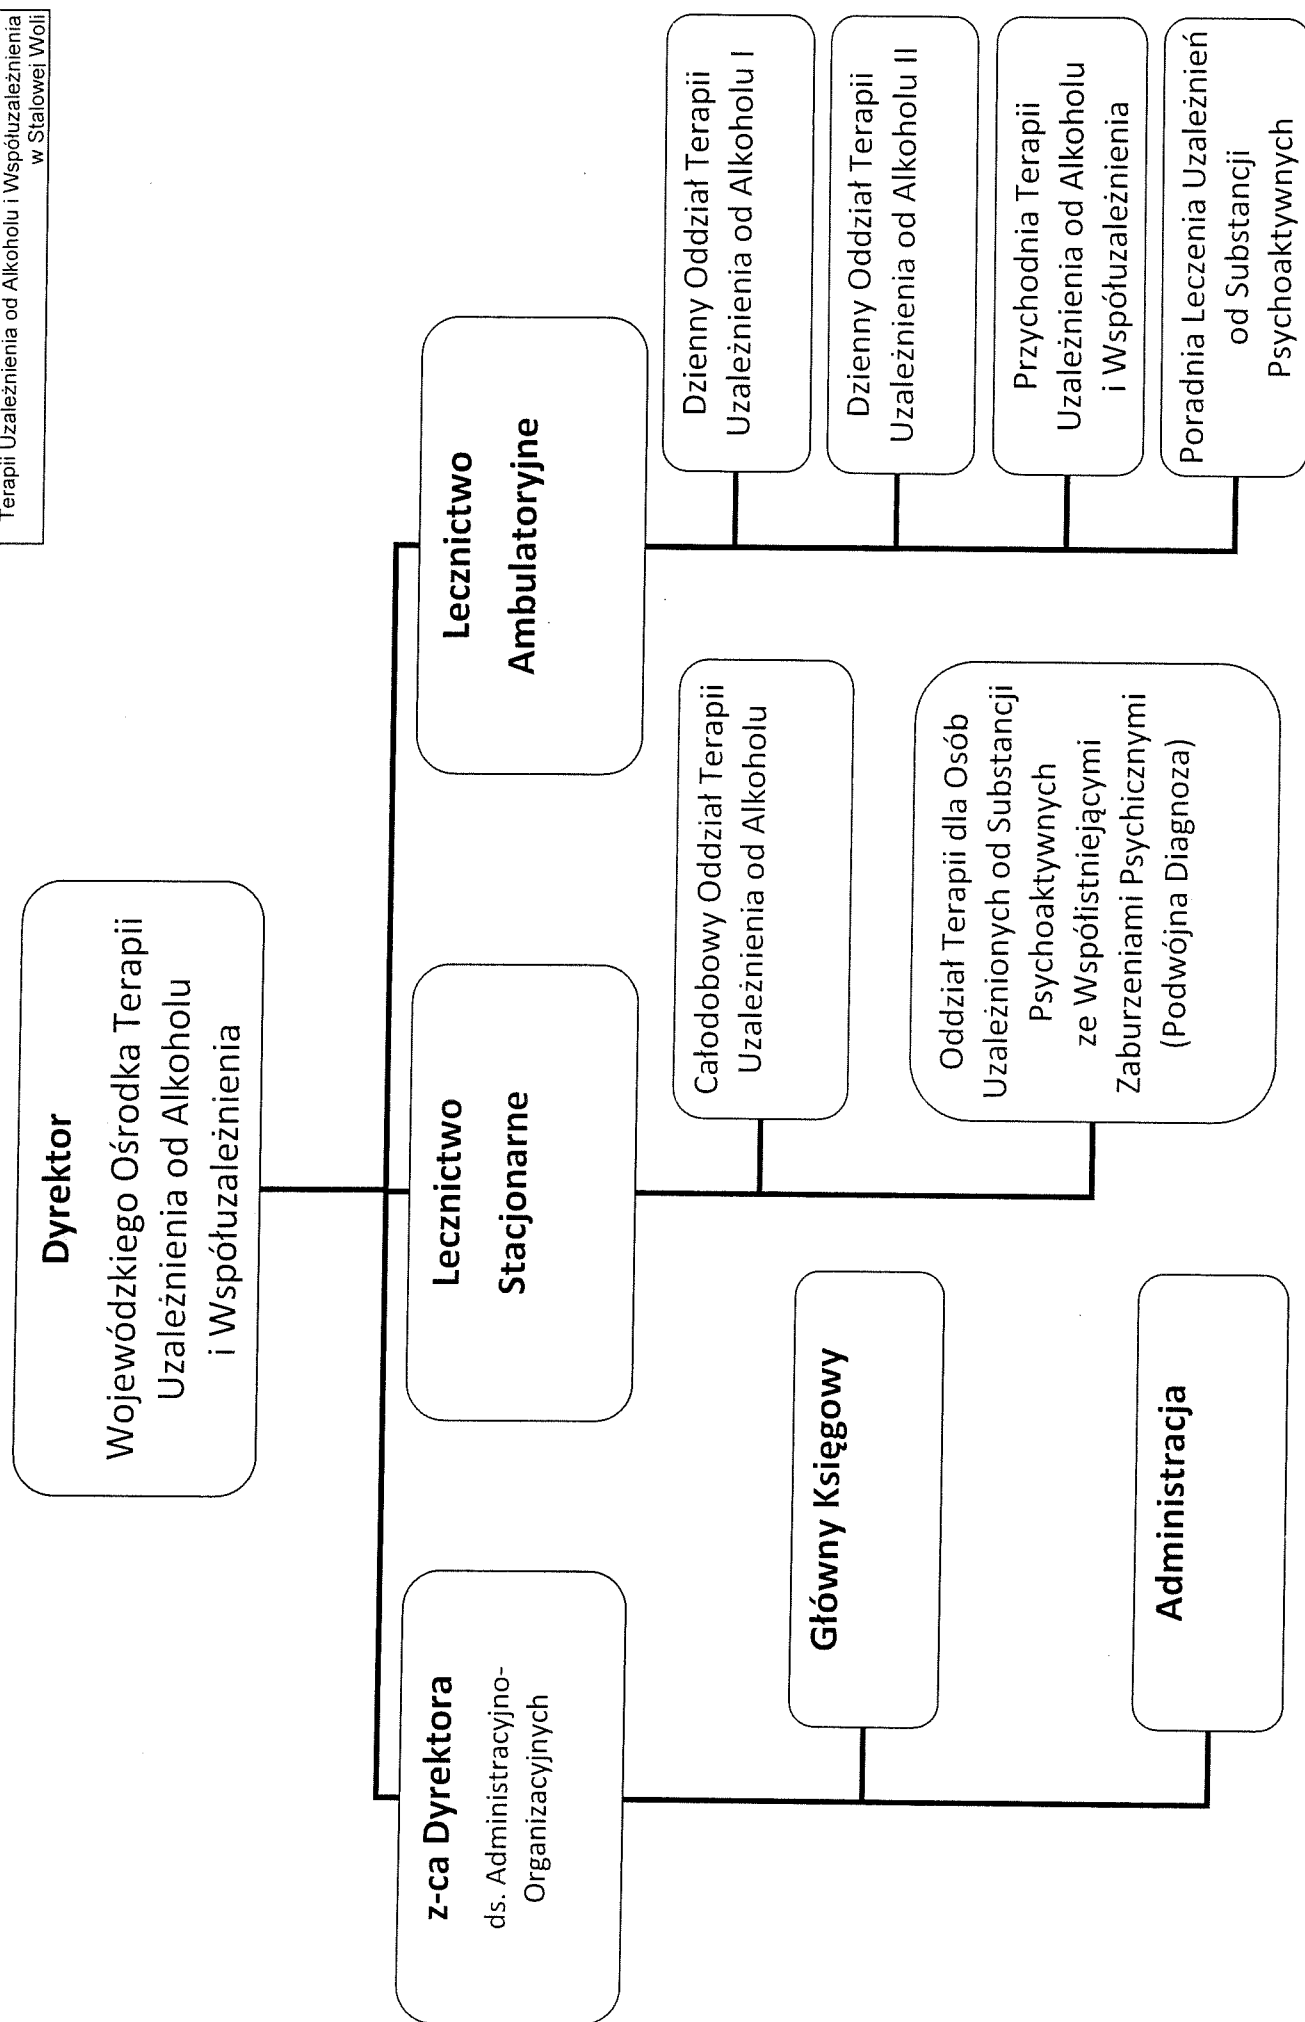 Terapii Uzależnienia od Alkoholu i Współuzależnienia
w Stalowej Woli
Dyrektor
Wojewódzkiego Ośrodka Terapii
Uzależnienia od Alkoholu
i Współuzależnienia
z-ca Dyrektora
ds. Administracyjno-
Organizacyjnych
Główny Księgowy
Administracja
Lecznictwo
Stacjonarne
Całodobowy Oddział Terapii
Uzależnienia od Alkoholu
Oddział Terapii dla Osób
Uzależnionych od Substancji
Psychoaktywnych
ze Współistniejącymi
Zaburzeniami Psychicznymi
(Podwójna Diagnoza)
Lecznictwo
Ambulatoryjne
Dzienny Oddział Terapii
Uzależnienia od Alkoholu I
Dzienny Oddział Terapii
Uzależnienia od Alkoholu II
Przychodnia Terapii
Uzależnienia od Alkoholu
i Współuzależnienia
Poradnia Leczenia Uzależnień
od Substancji
Psychoaktywnych